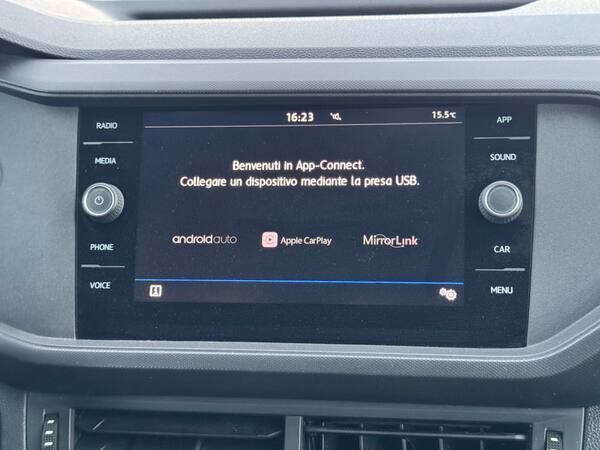 RADIO
MEDIA
PHONE
VOICE
16:23
15.5°C
Benvenuti in App-Connect.
Collegare un dispositivo mediante la presa USB.
androidauto
Apple CarPlay
MirrorLink
APP
SOUND
CAR
MENU